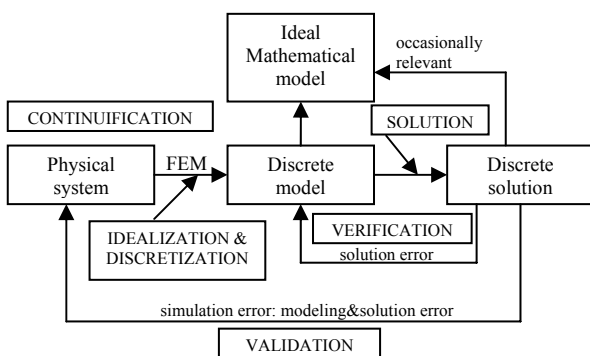 Ideal
Mathematical
model
occasionally
relevant
CONTINUIFICATION
SOLUTION
Physical
system
FEM
Discrete
model
Discrete
solution
IDEALIZATION &
DISCRETIZATION
VERIFICATION
solution error
simulation error: modeling&solution error
VALIDATION